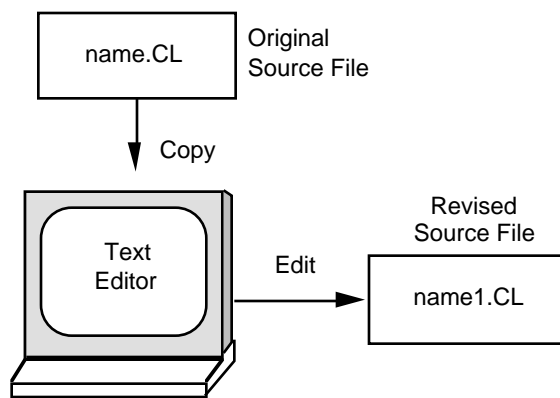 name.CL
Original
Source File
Copy
Text
Editor
Edit
Revised
Source File
name1.CL